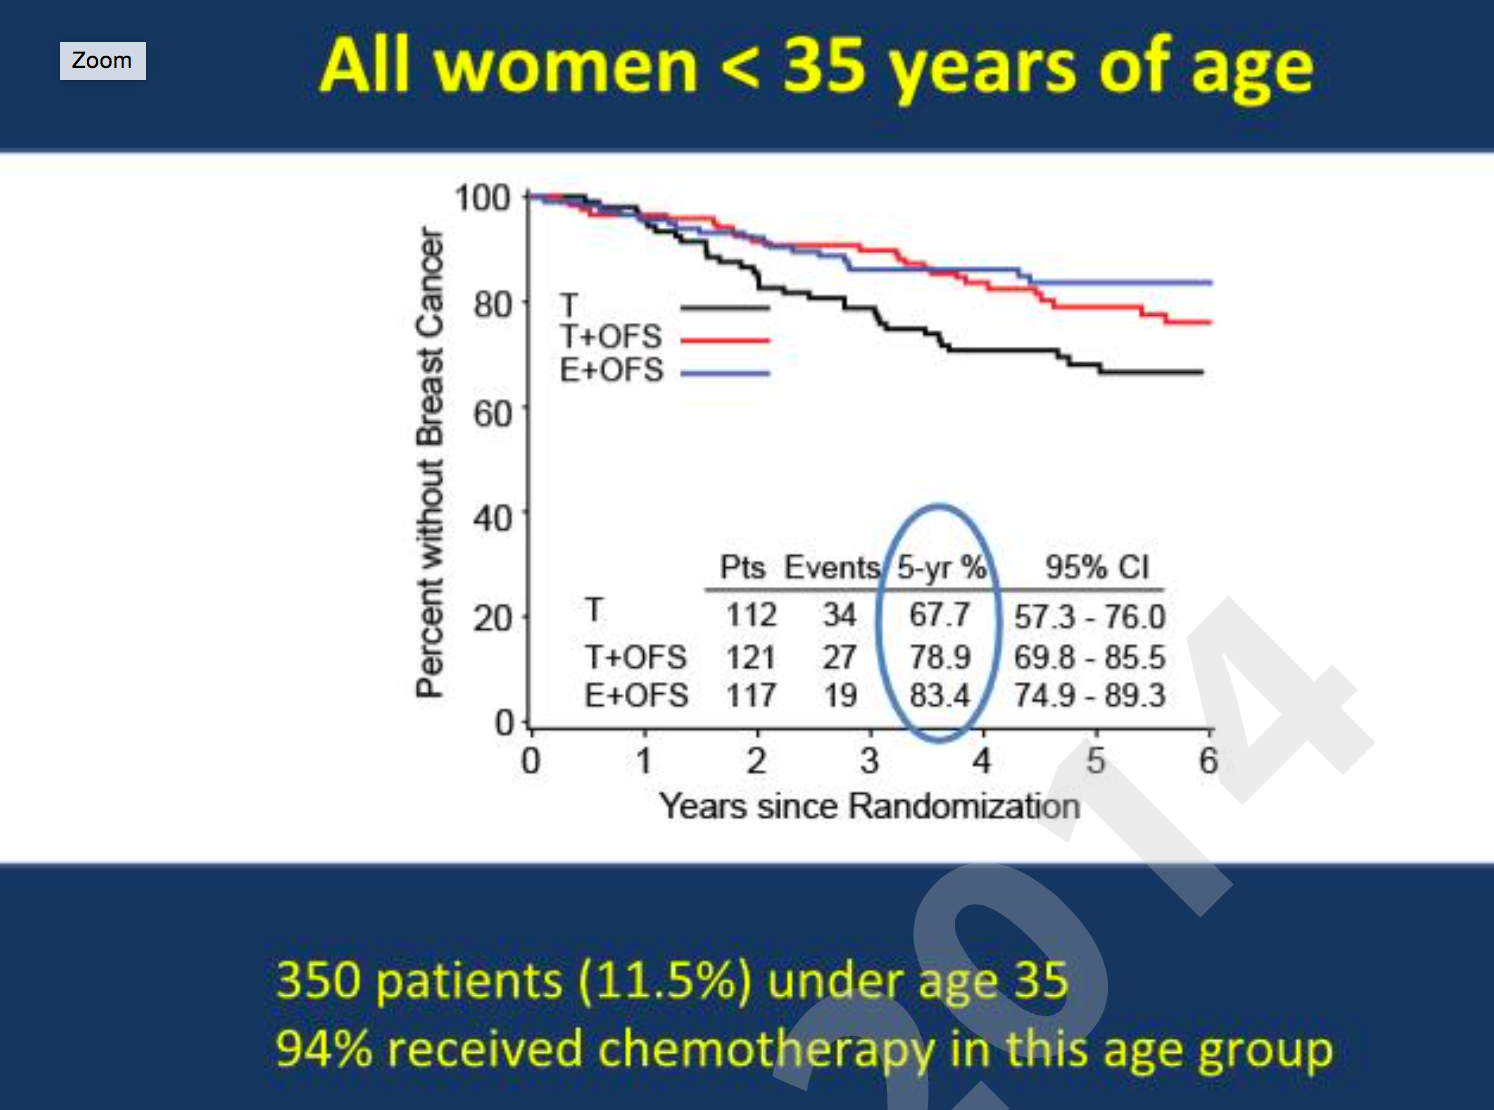 Zoom
All women < 35 years of age
Percent without Breast Cancer
100
80
60
40
20
0
T
T+OFS
E+OFS
Pts Events 5-yr % 95% CI
T 112 34 67.7 57.3 - 76.0
T+OFS 121 27 78.9 69.8 - 85.5
E+OFS 117 19 83.4 74.9 - 89.3
0 1 2 3 4 5 6
Years since Randomization
350 patients (11.5%) under age 35
94% received chemotherapy in this age group
2014